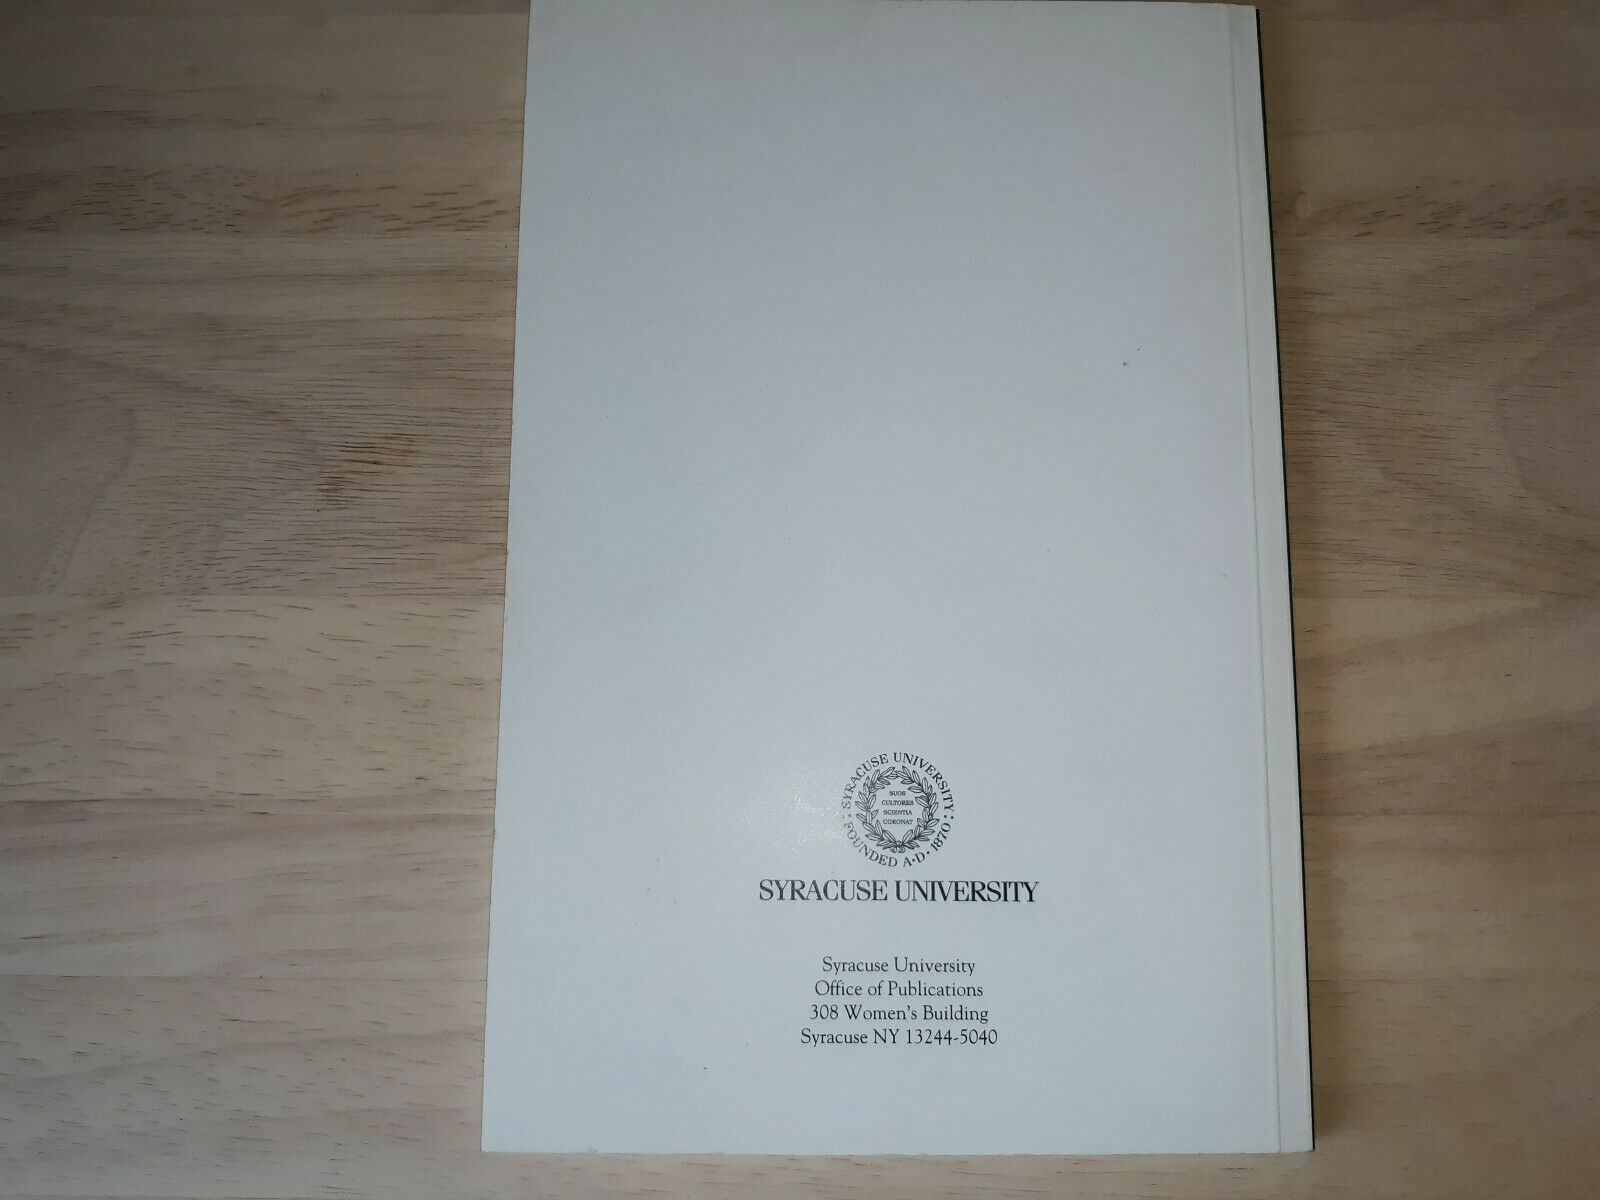 SYRACUSE UNIVERSITY
FOUNDED A·D· 1870
SUOS
CULTORES
SCIENTIA
CORONAT
SYRACUSE UNIVERSITY
Syracuse University
Office of Publications
308 Women's Building
Syracuse NY 13244-5040